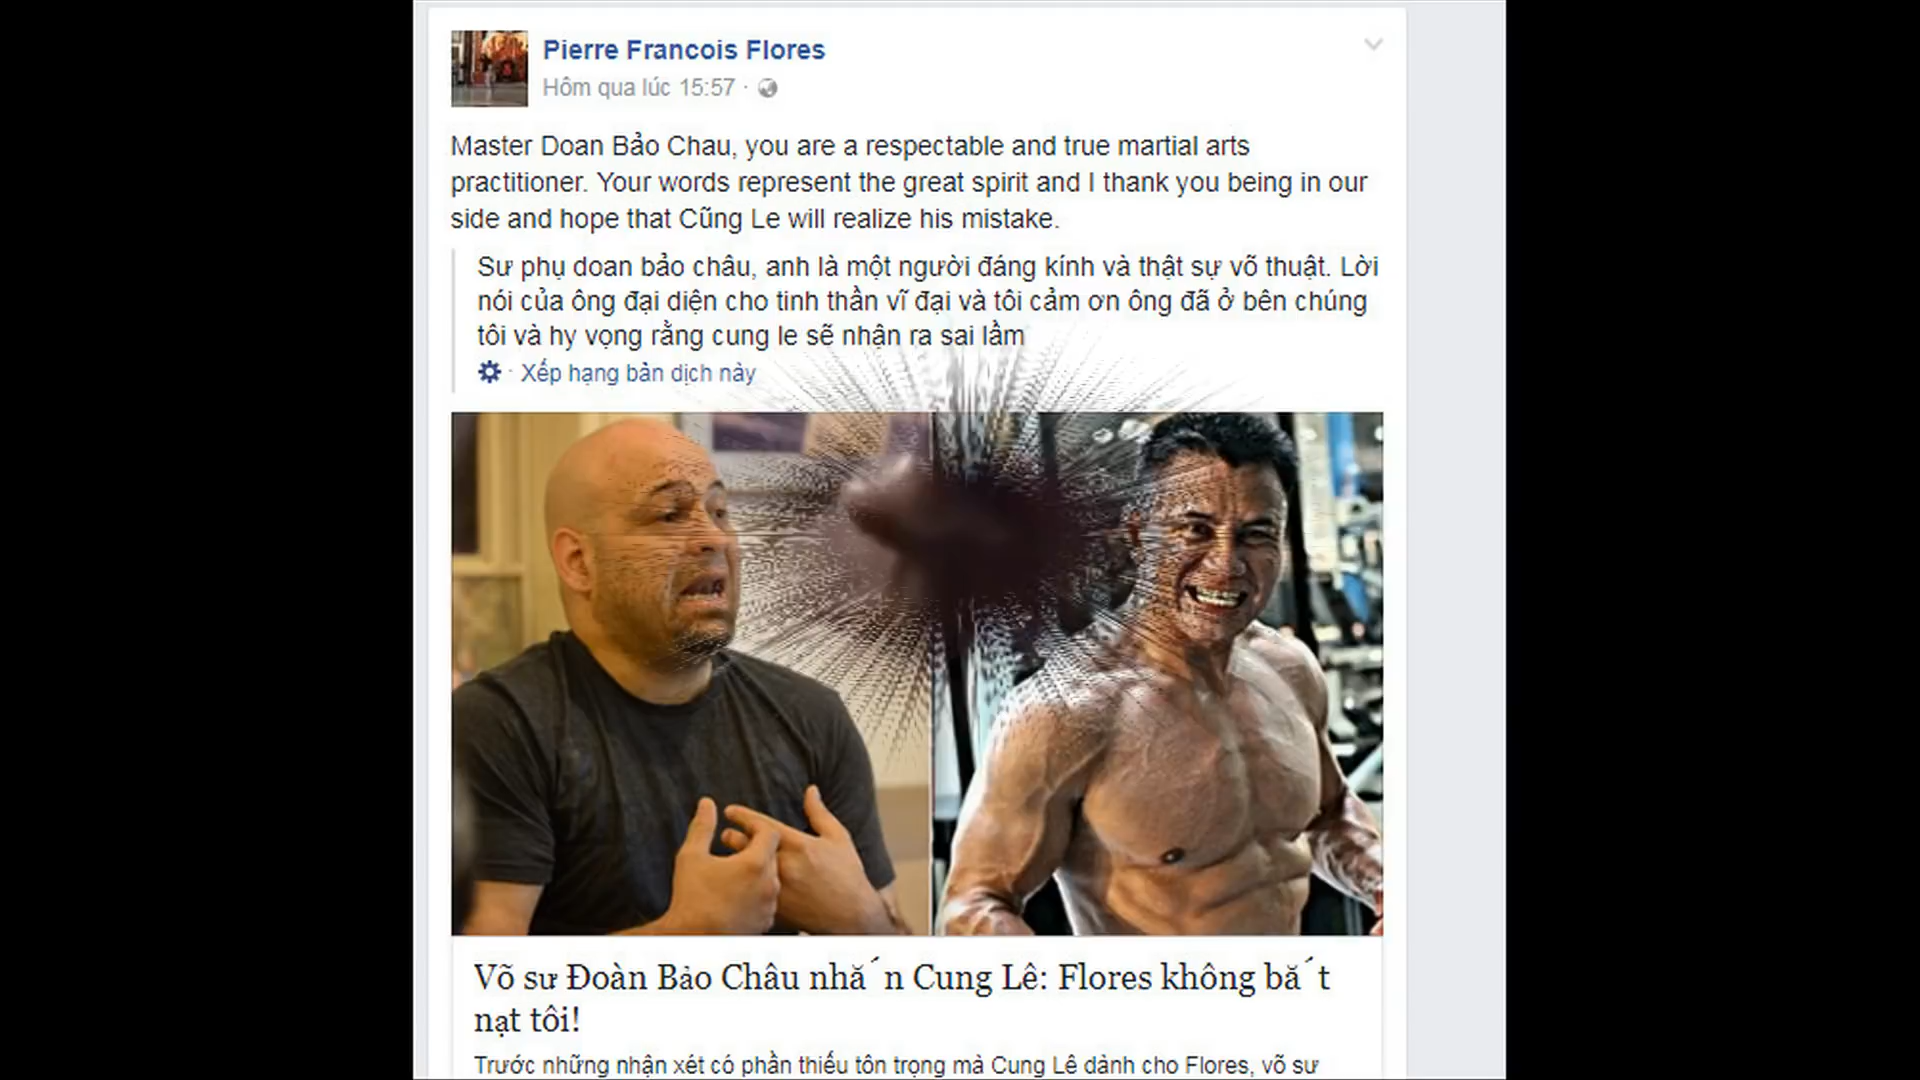 Pierre Francois Flores
Hôm qua lúc 15:57 ·
Master Doan Bảo Chau, you are a respectable and true martial arts
practitioner. Your words represent the great spirit and I thank you being in our
side and hope that Cũng Le will realize his mistake.
Sư phụ doan bảo châu, anh là một người đáng kính và thật sự võ thuật. Lời
nói của ông đại diện cho tinh thần vĩ đại và tôi cảm ơn ông đã ở bên chúng
tôi và hy vọng rằng cung le sẽ nhận ra sai lầm
· Xếp hạng bản dịch này
Võ sư Đoàn Bảo Châu nhă´n Cung Lê: Flores không bă´t
nạt tôi!
Trước những nhận xét có phần thiếu tôn trọng mà Cung Lê dành cho Flores, võ sư